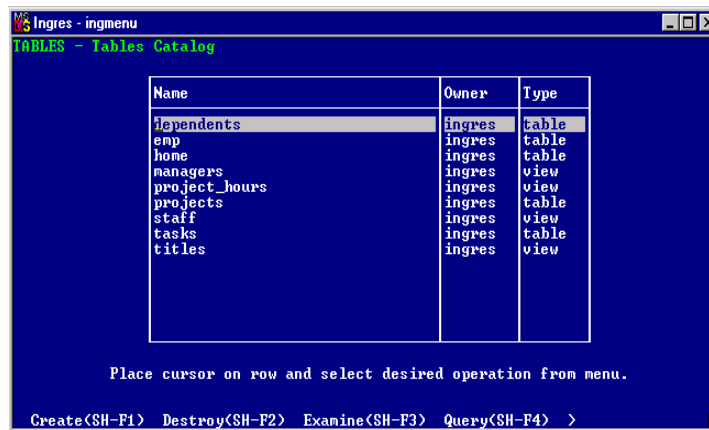 Ingres - ingmenu
TABLES - Tables Catalog
Name Owner Type
dependents ingres table
emp ingres table
home ingres table
managers ingres view
project_hours ingres view
projects ingres table
staff ingres view
tasks ingres table
titles ingres view
Place cursor on row and select desired operation from menu.
Create(SH-F1) Destroy(SH-F2) Examine(SH-F3) Query(SH-F4) >